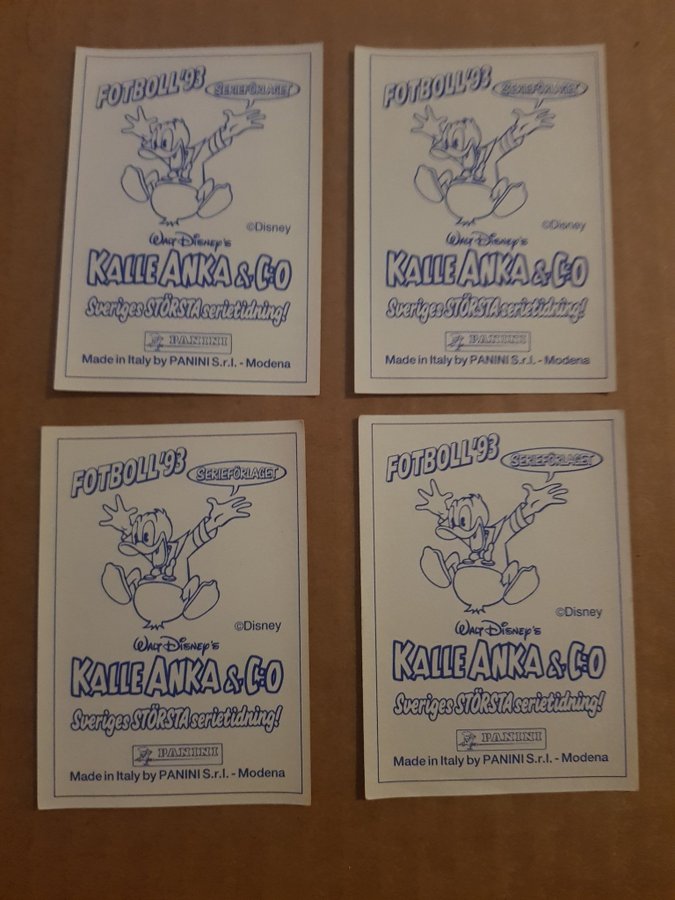 FOTBOLL '93
SERIEFÖRLAGET
©Disney
WALT DISNEY'S
KALLE ANKA & C:O
Sveriges STÖRSTA serietidning!
PANINI
Made in Italy by PANINI S.r.l. - Modena
FOTBOLL '93
SERIEFÖRLAGET
©Disney
WALT DISNEY'S
KALLE ANKA & C:O
Sveriges STÖRSTA serietidning!
PANINI
Made in Italy by PANINI S.r.l. - Modena
FOTBOLL '93
SERIEFÖRLAGET
©Disney
WALT DISNEY'S
KALLE ANKA & C:O
Sveriges STÖRSTA serietidning!
PANINI
Made in Italy by PANINI S.r.l. - Modena
FOTBOLL '93
SERIEFÖRLAGET
©Disney
WALT DISNEY'S
KALLE ANKA & C:O
Sveriges STÖRSTA serietidning!
PANINI
Made in Italy by PANINI S.r.l. - Modena